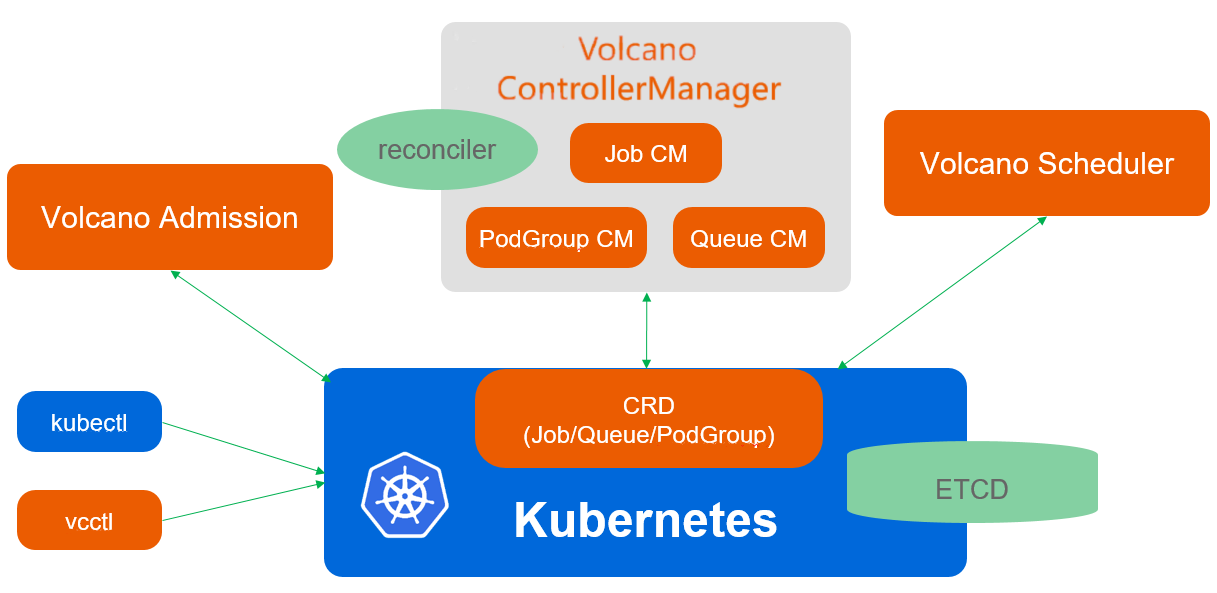 Volcano
ControllerManager
reconciler
Job CM
Volcano Scheduler
Volcano Admission
PodGroup CM
Queue CM
CRD
(Job/Queue/PodGroup)
kubectl
ETCD
vcctl
Kubernetes